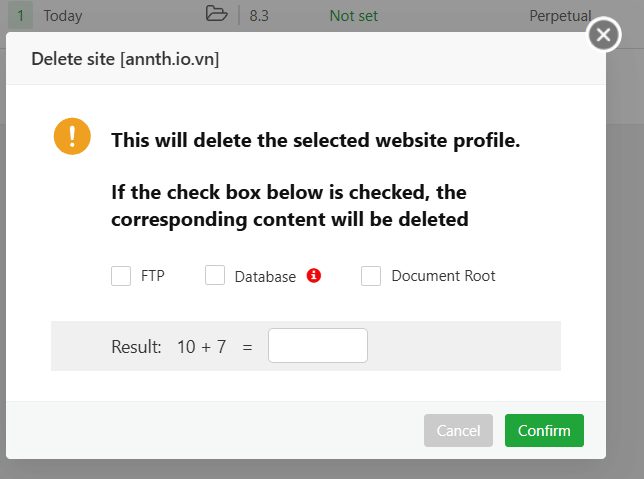 1 Today 8.3 Not set Perpetual
Delete site [annth.io.vn]
This will delete the selected website profile.
If the check box below is checked, the
corresponding content will be deleted
FTP Database Document Root
Result: 10 + 7 =
Cancel Confirm